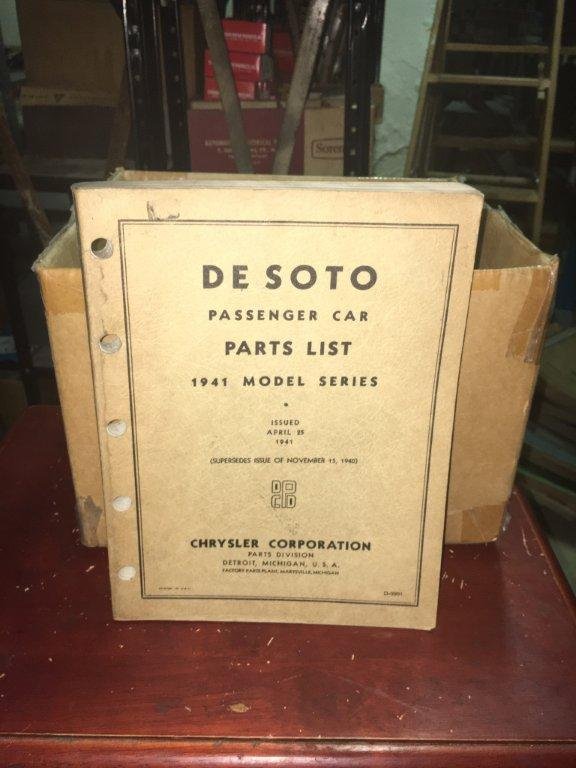 Soren
DE SOTO
PASSENGER CAR
PARTS LIST
1941 MODEL SERIES
ISSUED
APRIL 25
1941
(SUPERSEDES ISSUE OF NOVEMBER 15, 1940)
CHRYSLER CORPORATION
PARTS DIVISION
DETROIT, MICHIGAN, U. S. A.
FACTORY PARTS PLANT, MARYSVILLE, MICHIGAN